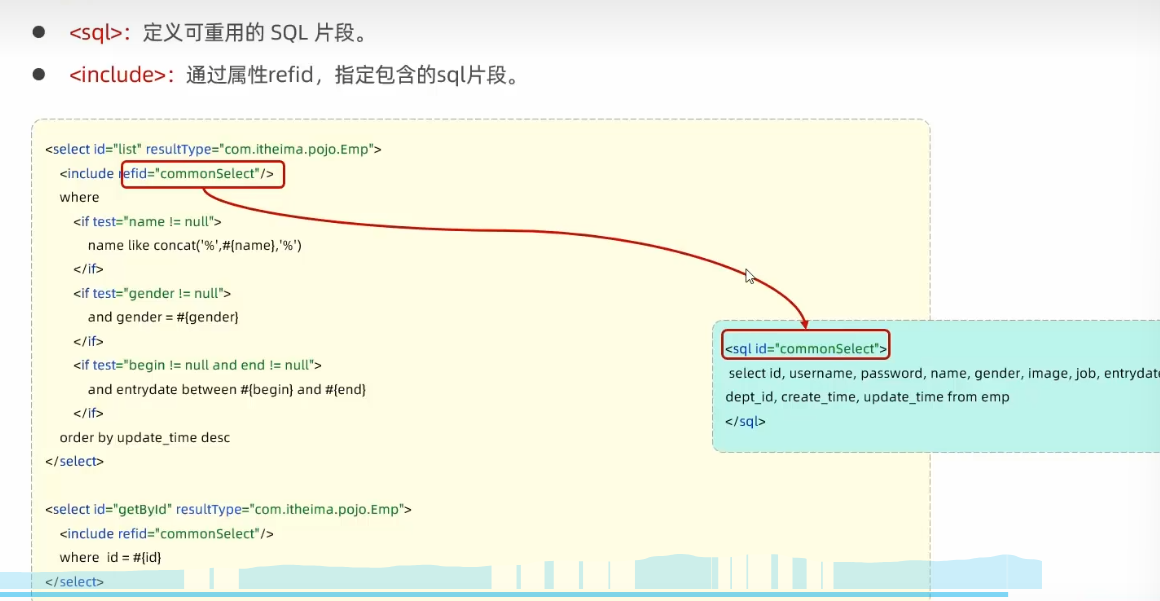 <sql>：定义可重用的 SQL 片段。
<include>：通过属性refid，指定包含的sql片段。
<select id="list" resultType="com.itheima.pojo.Emp">
<include refid="commonSelect"/>
where
<if test="name != null">
name like concat('%',#{name},'%')
</if>
<if test="gender != null">
and gender = #{gender}
</if>
<if test="begin != null and end != null">
and entrydate between #{begin} and #{end}
</if>
order by update_time desc
</select>
<select id="getById" resultType="com.itheima.pojo.Emp">
<include refid="commonSelect"/>
where id = #{id}
</select>
<sql id="commonSelect">
select id, username, password, name, gender, image, job, entrydate
dept_id, create_time, update_time from emp
</sql>